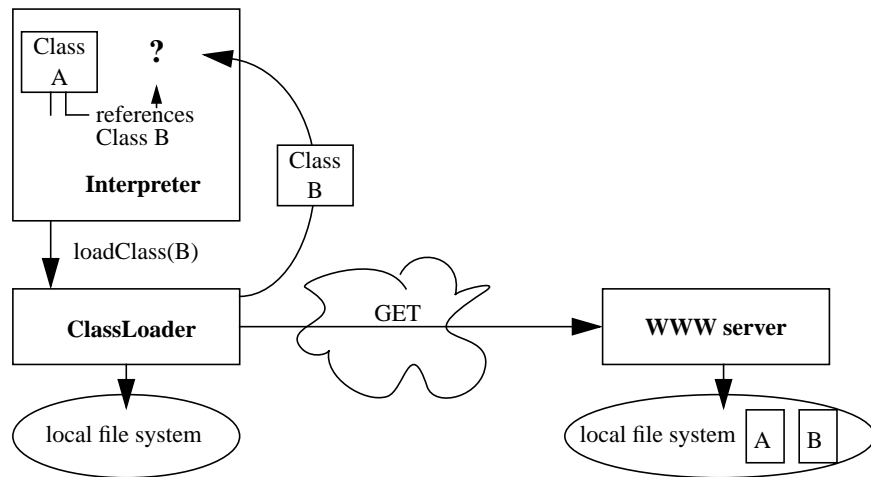 Class
A
?
references
Class B
Interpreter
Class
B
loadClass(B)
ClassLoader
GET
WWW server
local file system
local file system
A
B